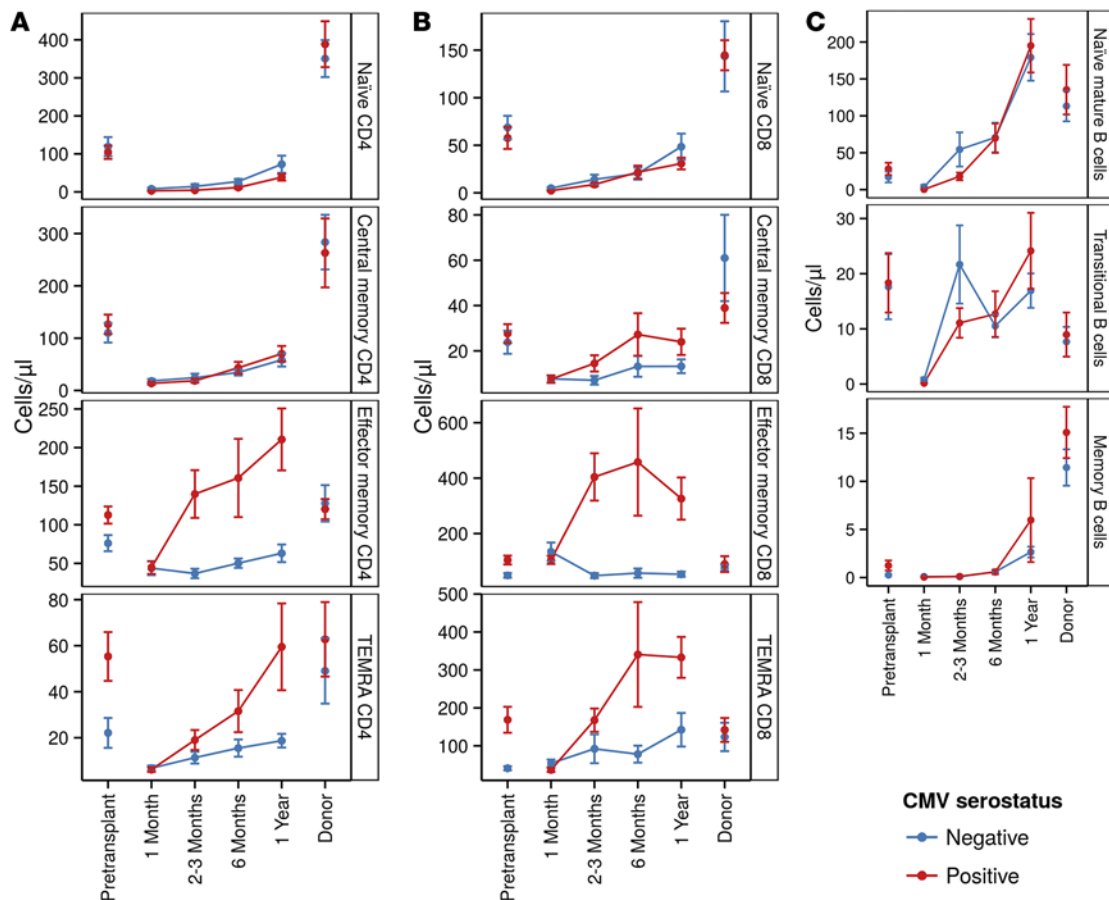 A
B
C
Cells/µl
400
300
200
100
0
Naïve CD4
300
200
100
0
Central memory CD4
250
200
150
100
50
Effector memory CD4
80
60
40
20
TEMRA CD4
Pretransplant
1 Month
2-3 Months
6 Months
1 Year
Donor
Cells/µl
150
100
50
0
Naïve CD8
80
60
40
20
Central memory CD8
600
400
200
Effector memory CD8
500
400
300
200
100
TEMRA CD8
Pretransplant
1 Month
2-3 Months
6 Months
1 Year
Donor
Cells/µl
200
150
100
50
0
Naïve mature B cells
30
20
10
0
Transitional B cells
15
10
5
0
Memory B cells
Pretransplant
1 Month
2-3 Months
6 Months
1 Year
Donor
CMV serostatus
Negative
Positive